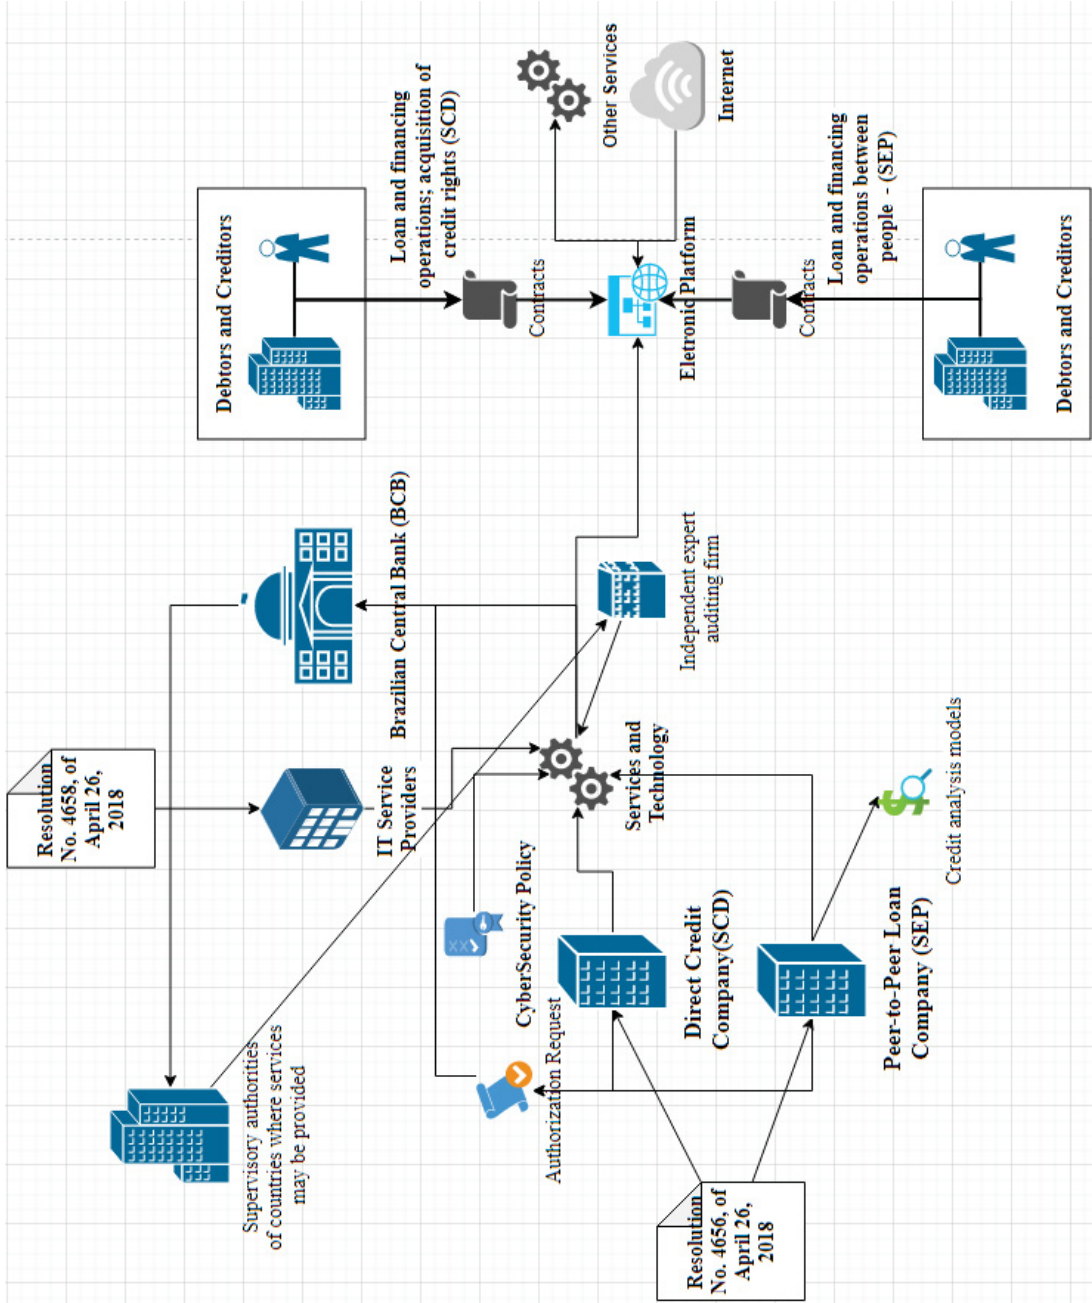 Resolution
No. 4658, of
April 26,
2018
Supervisory authorities
of countries where services
may be provided
IT Service
Providers
Brazilian Central Bank (BCB)
Debtors and Creditors
Loan and financing
operations; acquisition of
credit rights (SCD)
Contracts
Other Services
Internet
Eletronic Platform
CyberSecurity Policy
Authorization Request
Services and
Technology
Independent expert
auditing firm
Direct Credit
Company(SCD)
Resolution
No. 4656, of
April 26,
2018
Peer-to-Peer Loan
Company (SEP)
Credit analysis models
Contracts
Loan and financing
operations between
people - (SEP)
Debtors and Creditors